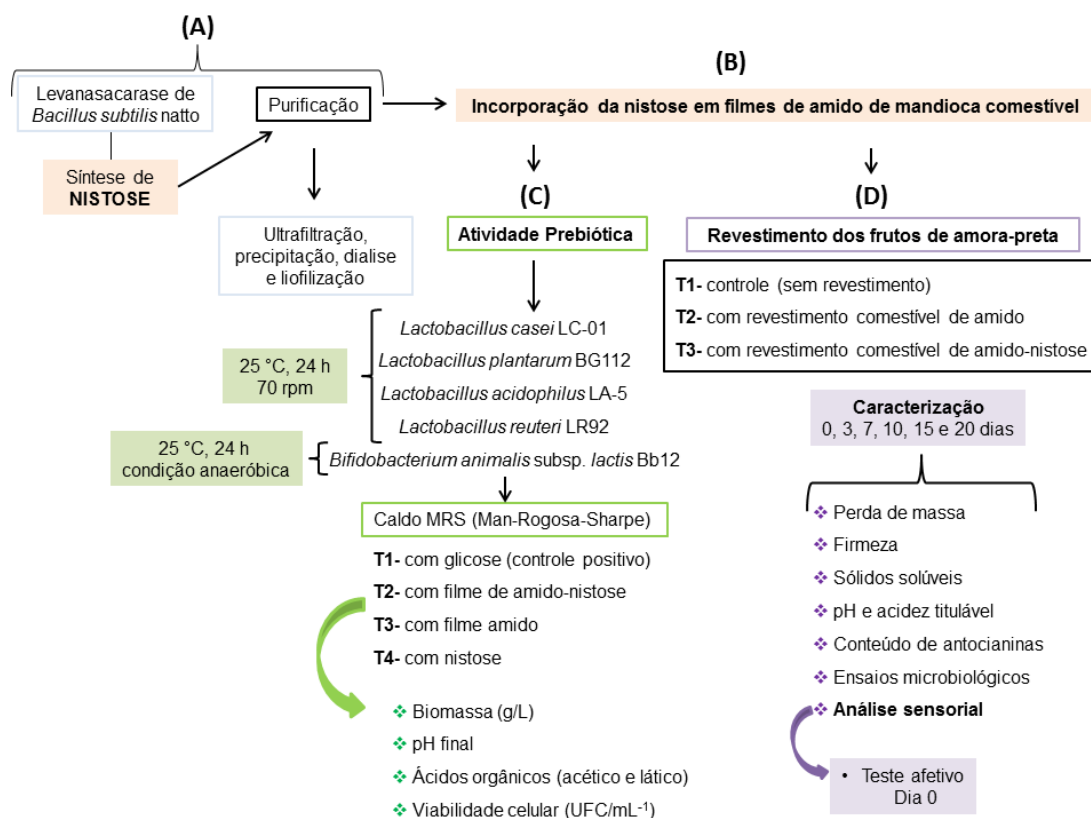 (A)
Levanasacarase de
Bacillus subtilis natto
Síntese de
NISTOSE
Purificação
Ultrafiltração,
precipitação, dialise
e liofilização
(B)
Incorporação da nistose em filmes de amido de mandioca comestível
(C)
Atividade Prebiótica
25 °C, 24 h
70 rpm
Lactobacillus casei LC-01
Lactobacillus plantarum BG112
Lactobacillus acidophilus LA-5
Lactobacillus reuteri LR92
25 °C, 24 h
condição anaeróbica
Bifidobacterium animalis subsp. lactis Bb12
Caldo MRS (Man-Rogosa-Sharpe)
T1- com glicose (controle positivo)
T2- com filme de amido-nistose
T3- com filme amido
T4- com nistose
❖ Biomassa (g/L)
❖ pH final
❖ Ácidos orgânicos (acético e lático)
❖ Viabilidade celular (UFC/mL⁻¹)
(D)
Revestimento dos frutos de amora-preta
T1- controle (sem revestimento)
T2- com revestimento comestível de amido
T3- com revestimento comestível de amido-nistose
Caracterização
0, 3, 7, 10, 15 e 20 dias
❖ Perda de massa
❖ Firmeza
❖ Sólidos solúveis
❖ pH e acidez titulável
❖ Conteúdo de antocianinas
❖ Ensaios microbiológicos
❖ Análise sensorial
• Teste afetivo
Dia 0